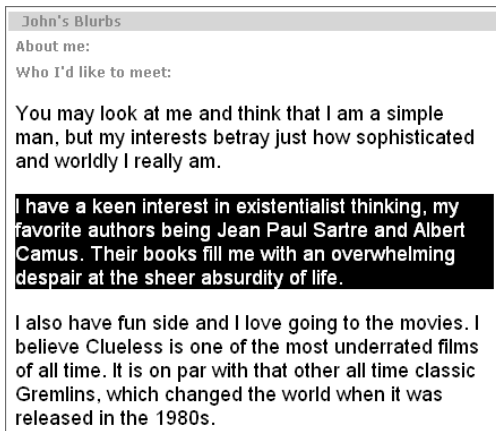 John's Blurbs
About me:
Who I'd like to meet:
You may look at me and think that I am a simple
man, but my interests betray just how sophisticated
and worldly I really am.
I have a keen interest in existentialist thinking, my
favorite authors being Jean Paul Sartre and Albert
Camus. Their books fill me with an overwhelming
despair at the sheer absurdity of life.
I also have fun side and I love going to the movies. I
believe Clueless is one of the most underrated films
of all time. It is on par with that other all time classic
Gremlins, which changed the world when it was
released in the 1980s.